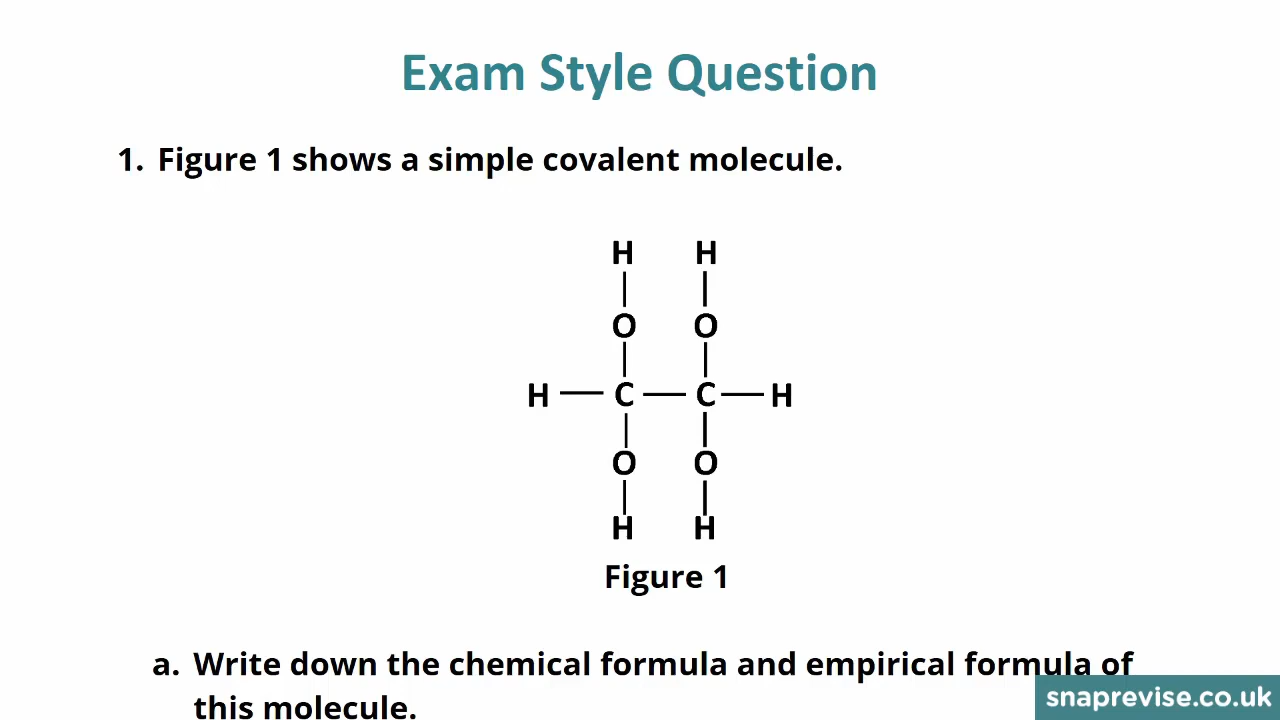 Exam Style Question
1. Figure 1 shows a simple covalent molecule.
H H
O O
H C C H
O O
H H
Figure 1
a. Write down the chemical formula and empirical formula of
this molecule.
snaprevise.co.uk